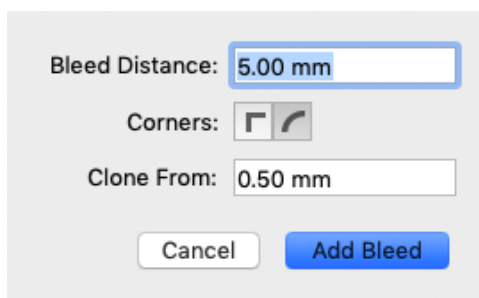 Bleed Distance: 5.00 mm
Corners:
Clone From: 0.50 mm
Cancel Add Bleed